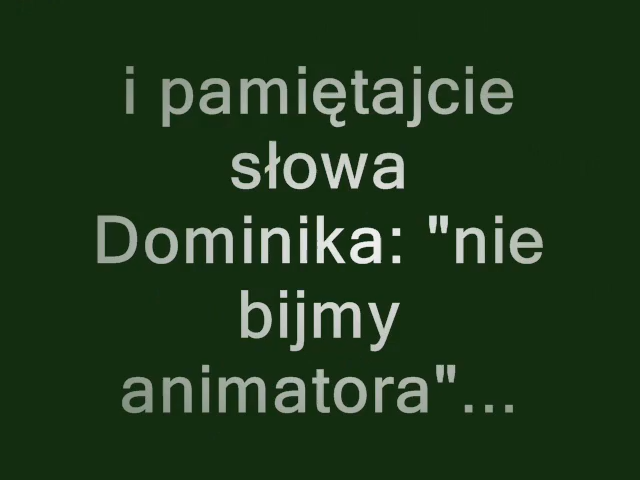 i pamiętajcie
słowa
Dominika: "nie
bijmy
animatora"...